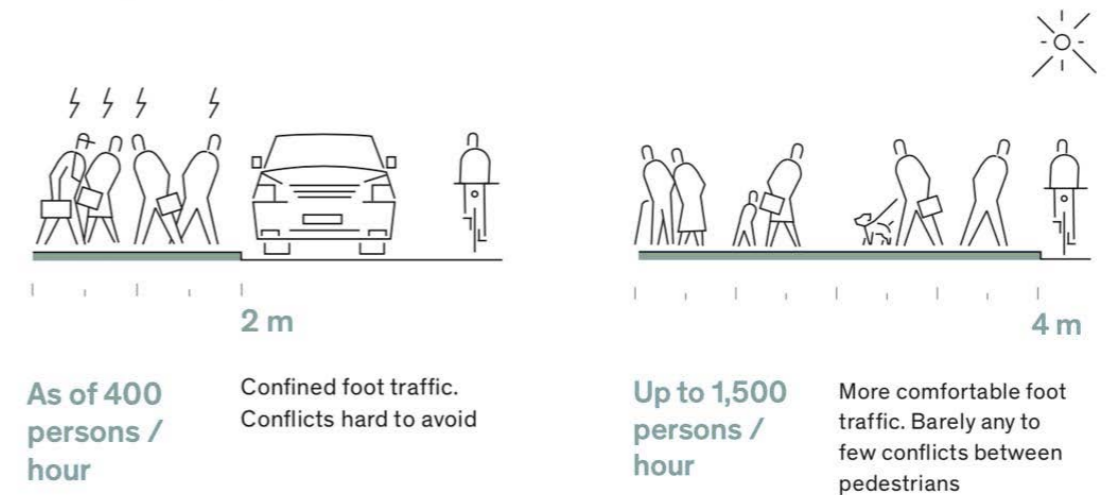 2 m
As of 400
persons /
hour
Confined foot traffic.
Conflicts hard to avoid
4 m
Up to 1,500
persons /
hour
More comfortable foot
traffic. Barely any to
few conflicts between
pedestrians